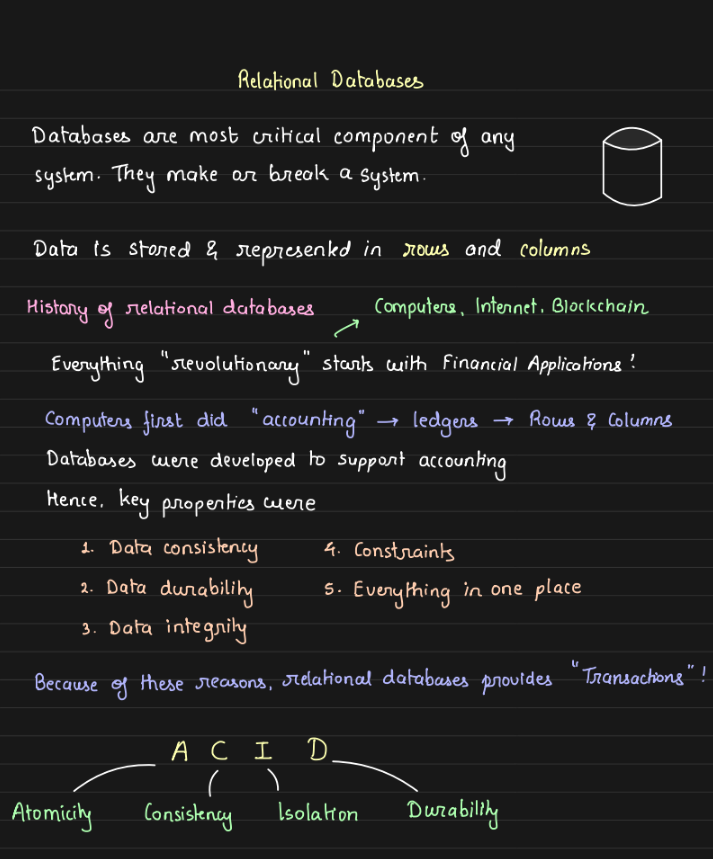 Relational Databases
Databases are most critical component of any
system. They make or break a system.
Data is stored & represented in rows and columns
History of relational databases
Computers, Internet, Blockchain
Everything "revolutionary" starts with Financial Applications!
Computers first did "accounting" → ledgers → Rows & Columns
Databases were developed to support accounting
Hence, key properties were
1. Data consistency 4. Constraints
2. Data durability 5. Everything in one place
3. Data integrity
Because of these reasons, relational databases provides "Transactions"!
A C I D
Atomicity Consistency Isolation Durability